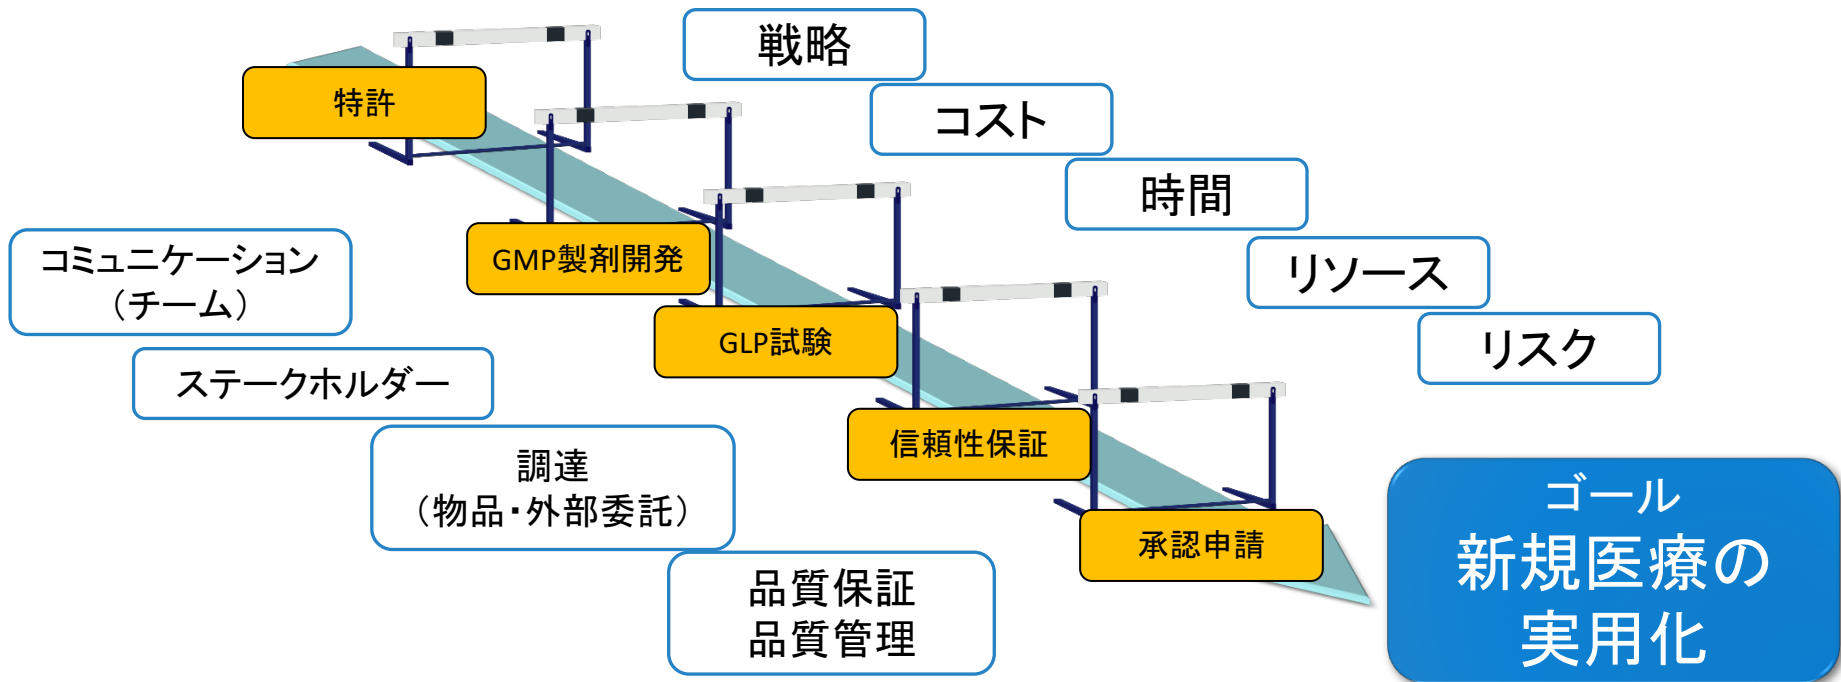 戦略
特許
コスト
時間
GMP製剤開発
コミュニケーション
（チーム）
リソース
GLP試験
リスク
ステークホルダー
信頼性保証
調達
（物品・外部委託）
承認申請
品質保証
品質管理
ゴール
新規医療の
実用化